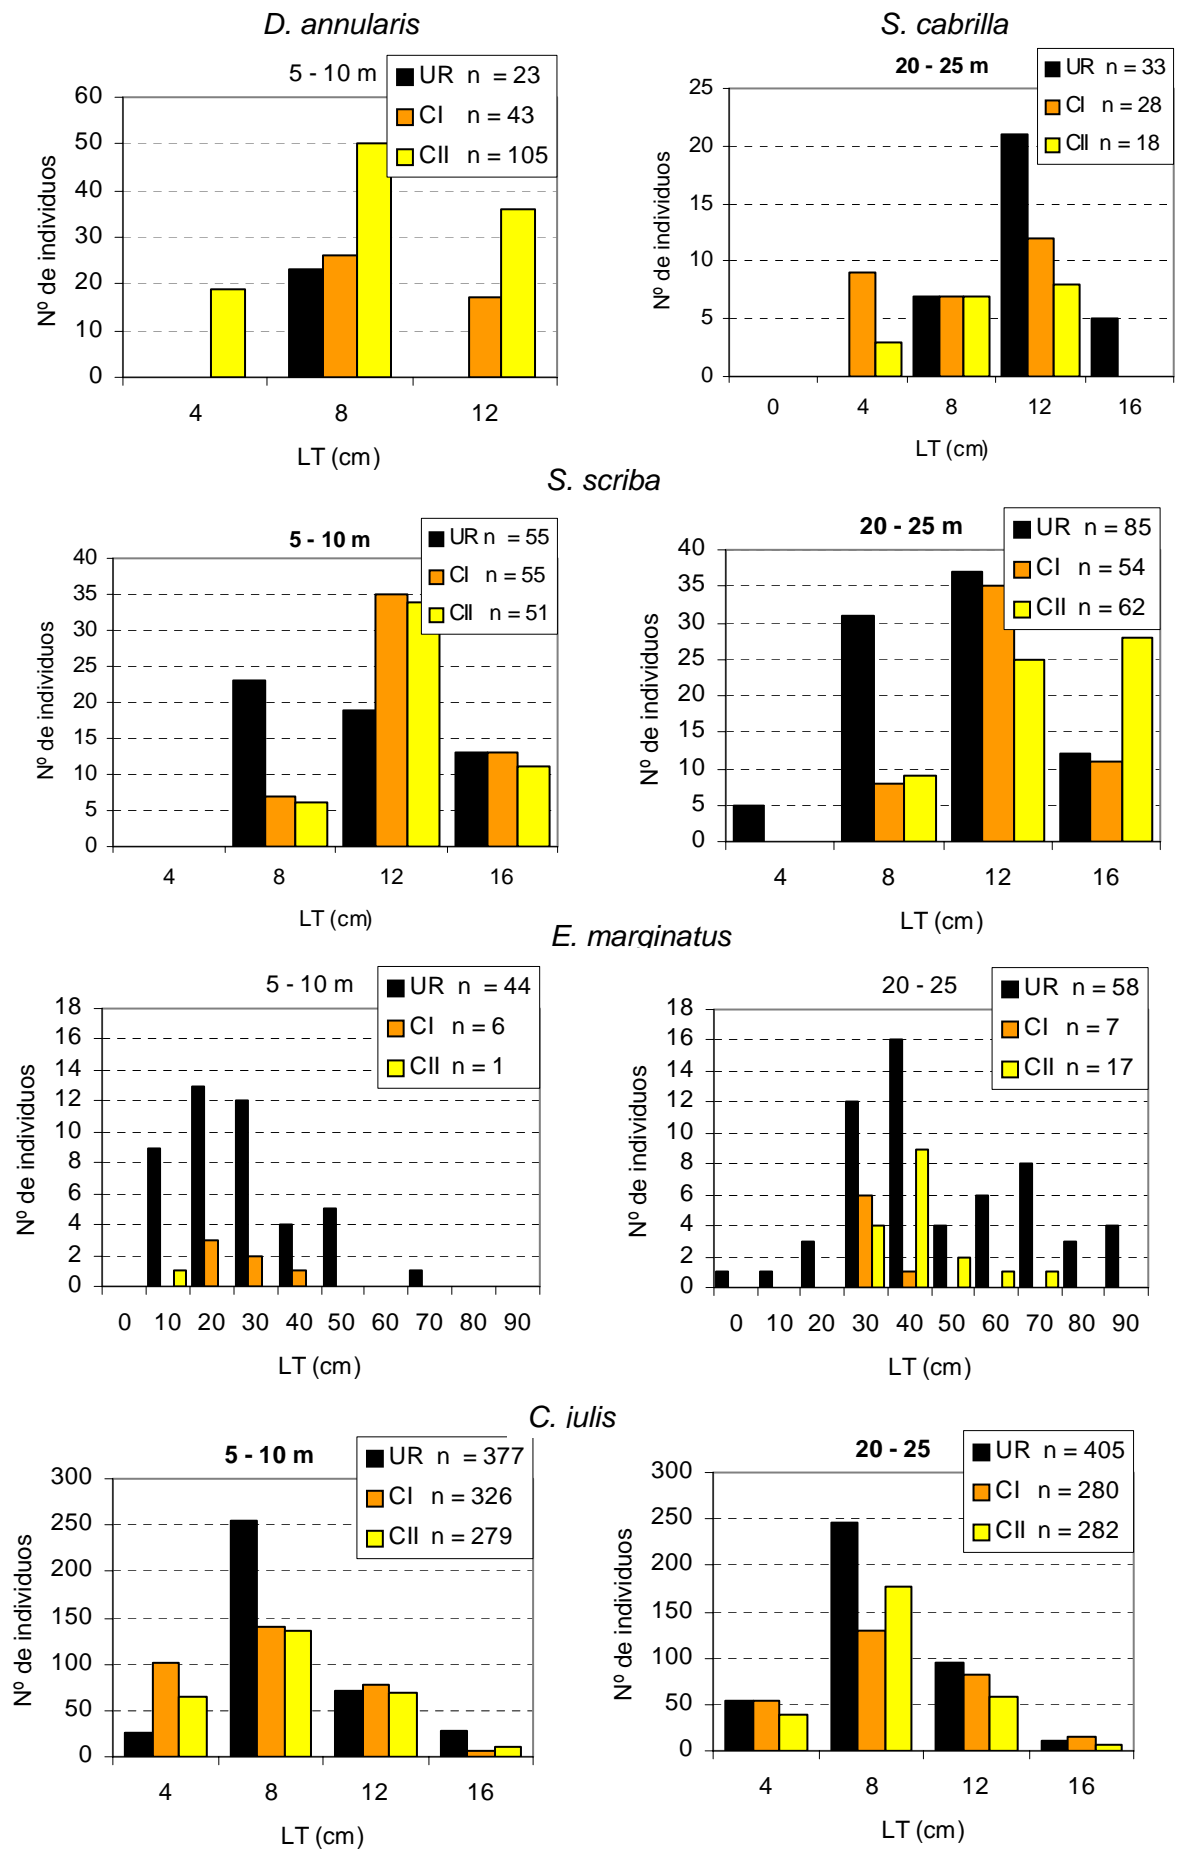 D. annularis
5 - 10 m
UR n = 23
CI n = 43
CII n = 105
Nº de individuos
60
50
40
30
20
10
0
4 8 12
LT (cm)
S. cabrilla
20 - 25 m
UR n = 33
CI n = 28
CII n = 18
Nº de individuos
25
20
15
10
5
0
0 4 8 12 16
LT (cm)
S. scriba
5 - 10 m
UR n = 55
CI n = 55
CII n = 51
Nº de individuos
40
35
30
25
20
15
10
5
0
4 8 12 16
LT (cm)
20 - 25 m
UR n = 85
CI n = 54
CII n = 62
Nº de individuos
40
35
30
25
20
15
10
5
0
4 8 12 16
LT (cm)
E. marginatus
5 - 10 m
UR n = 44
CI n = 6
CII n = 1
Nº de individuos
18
16
14
12
10
8
6
4
2
0
0 10 20 30 40 50 60 70 80 90
LT (cm)
20 - 25
UR n = 58
CI n = 7
CII n = 17
Nº de individuos
18
16
14
12
10
8
6
4
2
0
0 10 20 30 40 50 60 70 80 90
LT (cm)
C. iulis
5 - 10 m
UR n = 377
CI n = 326
CII n = 279
Nº de individuos
300
250
200
150
100
50
0
4 8 12 16
LT (cm)
20 - 25
UR n = 405
CI n = 280
CII n = 282
Nº de individuos
300
250
200
150
100
50
0
4 8 12 16
LT (cm)